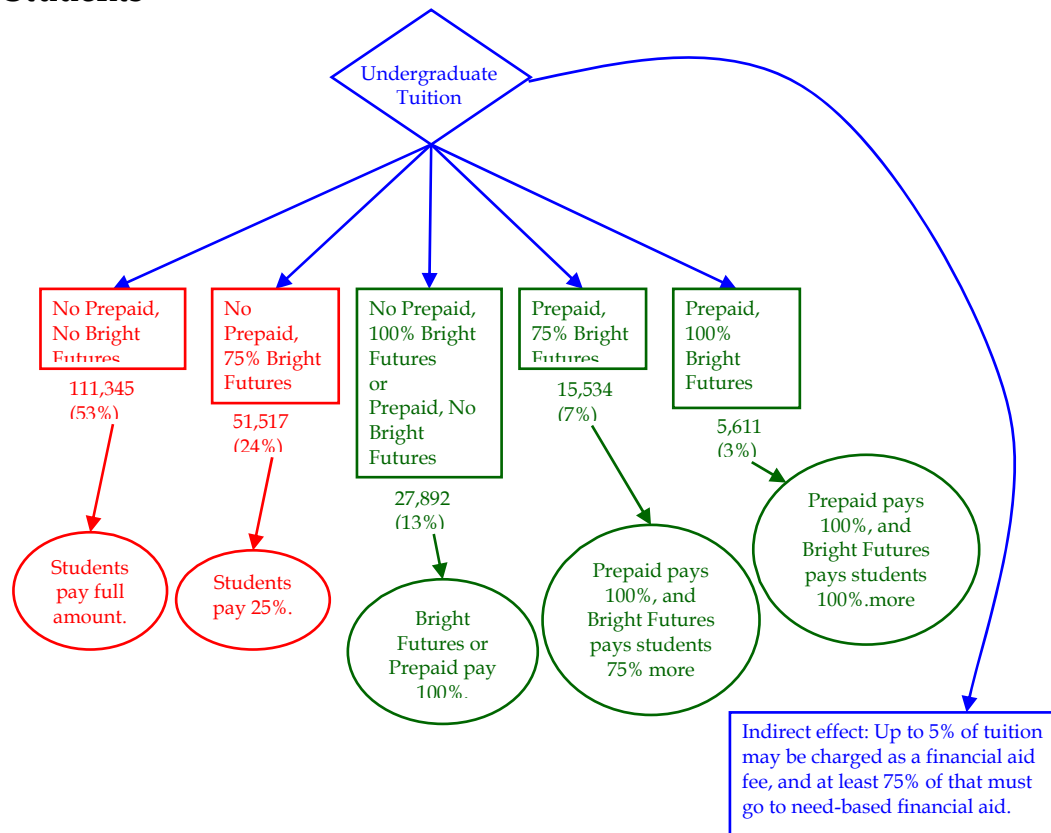 Undergraduate
Tuition
No Prepaid,
No Bright
Futures
111,345
(53%)
Students
pay full
amount.
No
Prepaid,
75% Bright
Futures
51,517
(24%)
Students
pay 25%.
No Prepaid,
100% Bright
Futures
or
Prepaid, No
Bright
Futures
27,892
(13%)
Bright
Futures or
Prepaid pay
100%.
Prepaid,
75% Bright
Futures
15,534
(7%)
Prepaid pays
100%, and
Bright Futures
pays students
75% more
Prepaid,
100%
Bright
Futures
5,611
(3%)
Prepaid pays
100%, and
Bright Futures
pays students
100%.more
Indirect effect: Up to 5% of tuition
may be charged as a financial aid
fee, and at least 75% of that must
go to need-based financial aid.